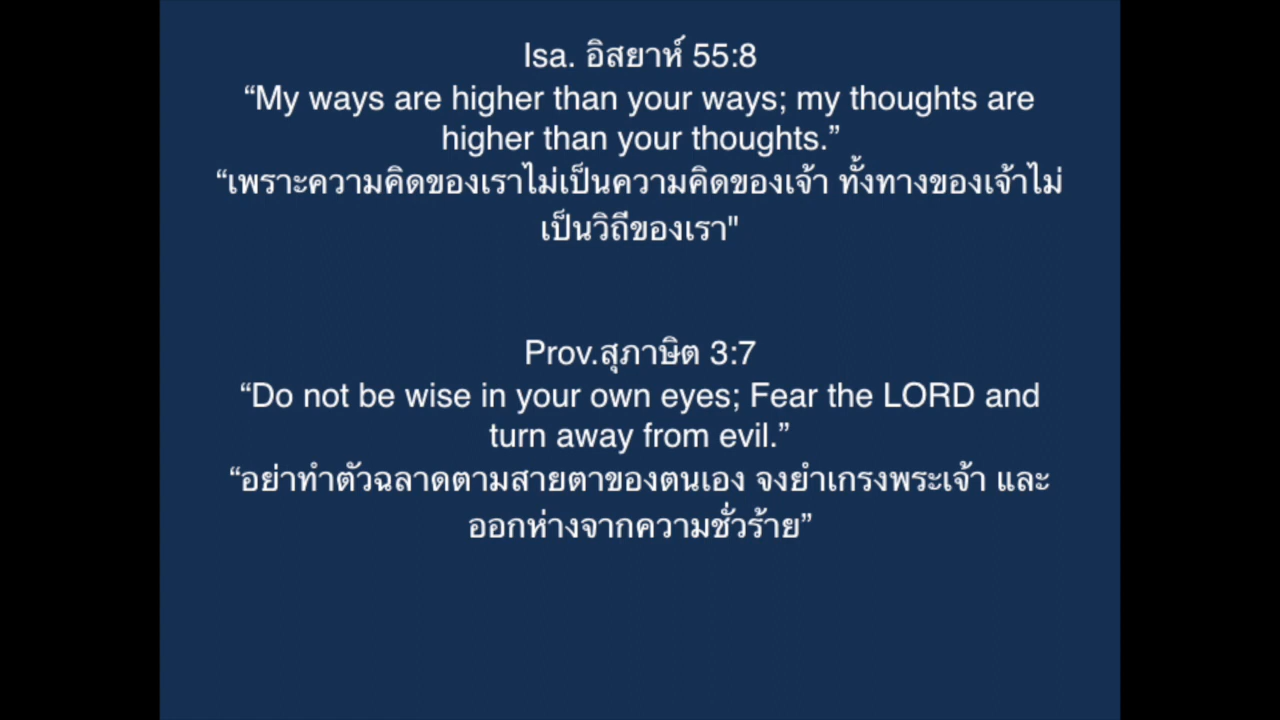 Isa. อิสยาห์ 55:8
“My ways are higher than your ways; my thoughts are
higher than your thoughts.”
“เพราะความคิดของเราไม่เป็นความคิดของเจ้า ทั้งทางของเจ้าไม่
เป็นวิถีของเรา"
Prov.สุภาษิต 3:7
“Do not be wise in your own eyes; Fear the LORD and
turn away from evil.”
“อย่าทำตัวฉลาดตามสายตาของตนเอง จงยำเกรงพระเจ้า และ
ออกห่างจากความชั่วร้าย”